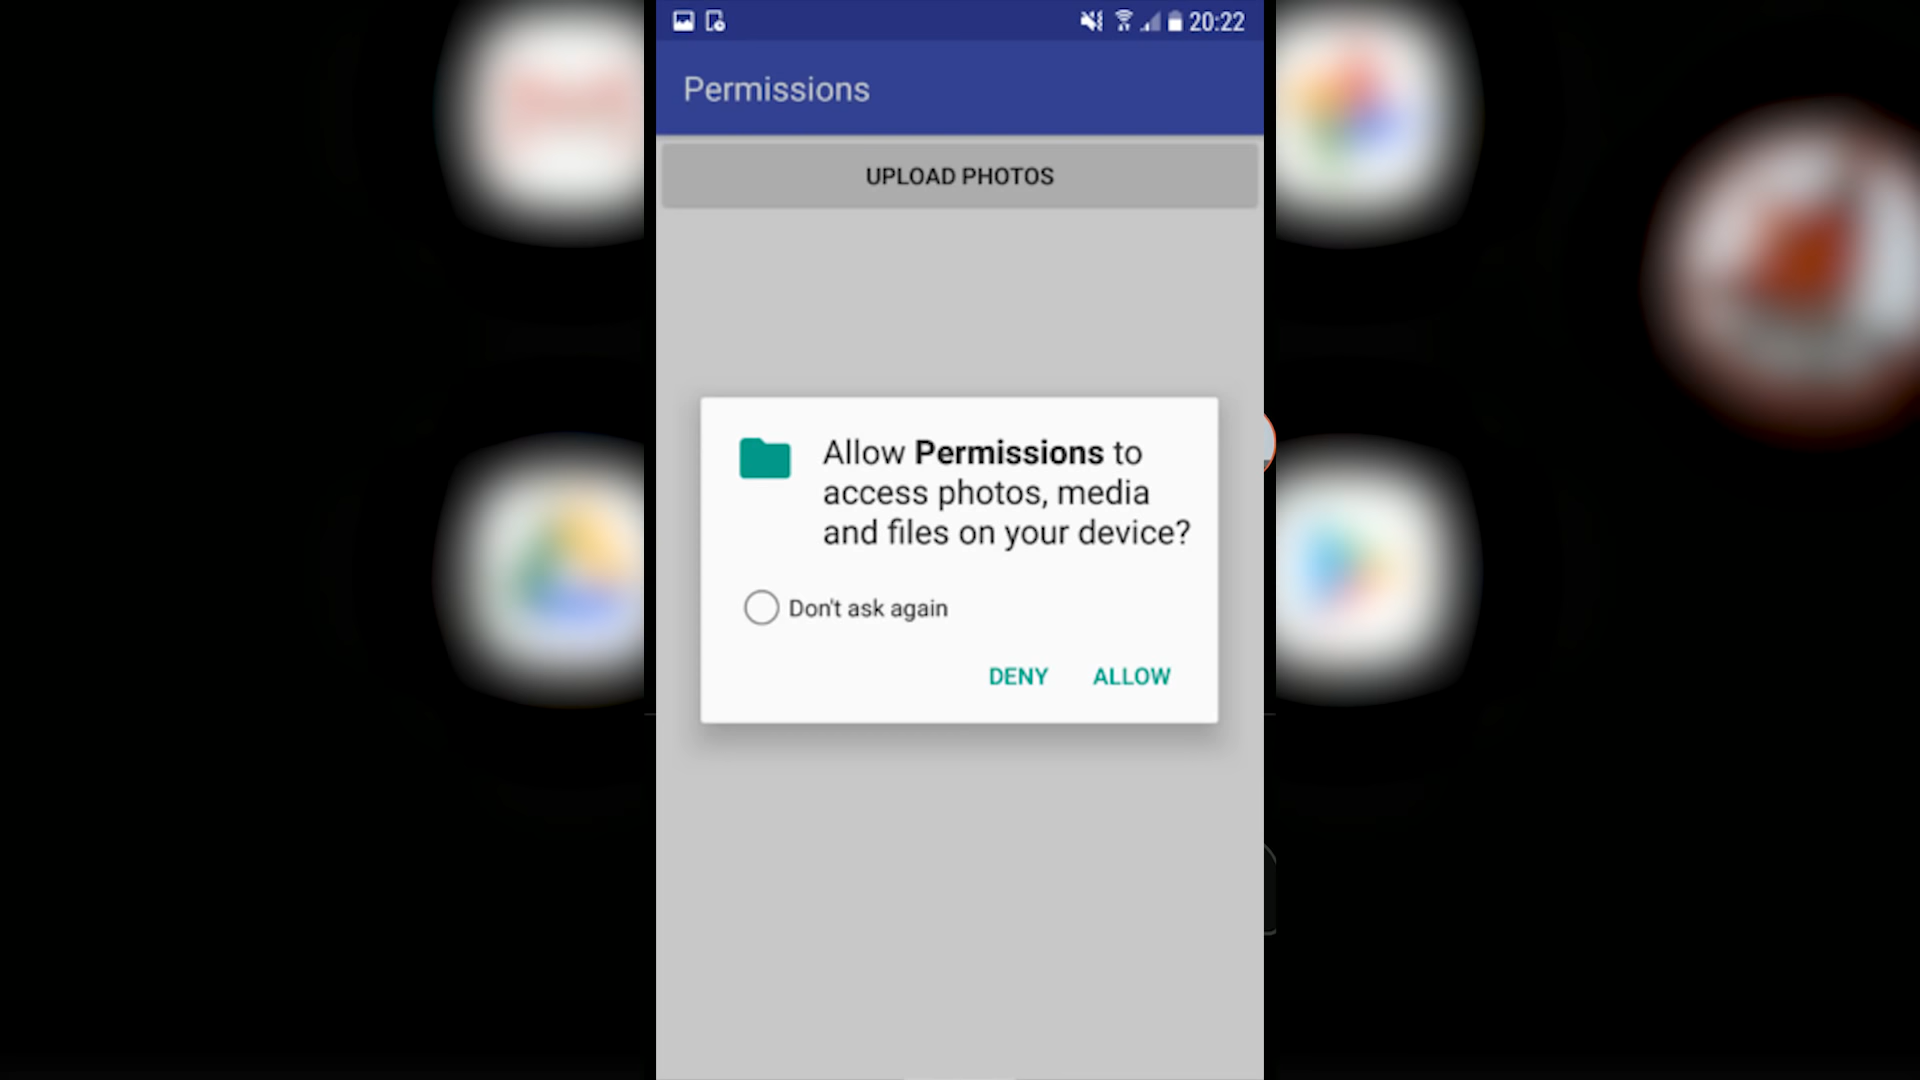 20:22
Permissions
UPLOAD PHOTOS
Allow Permissions to
access photos, media
and files on your device?
Don't ask again
DENY ALLOW